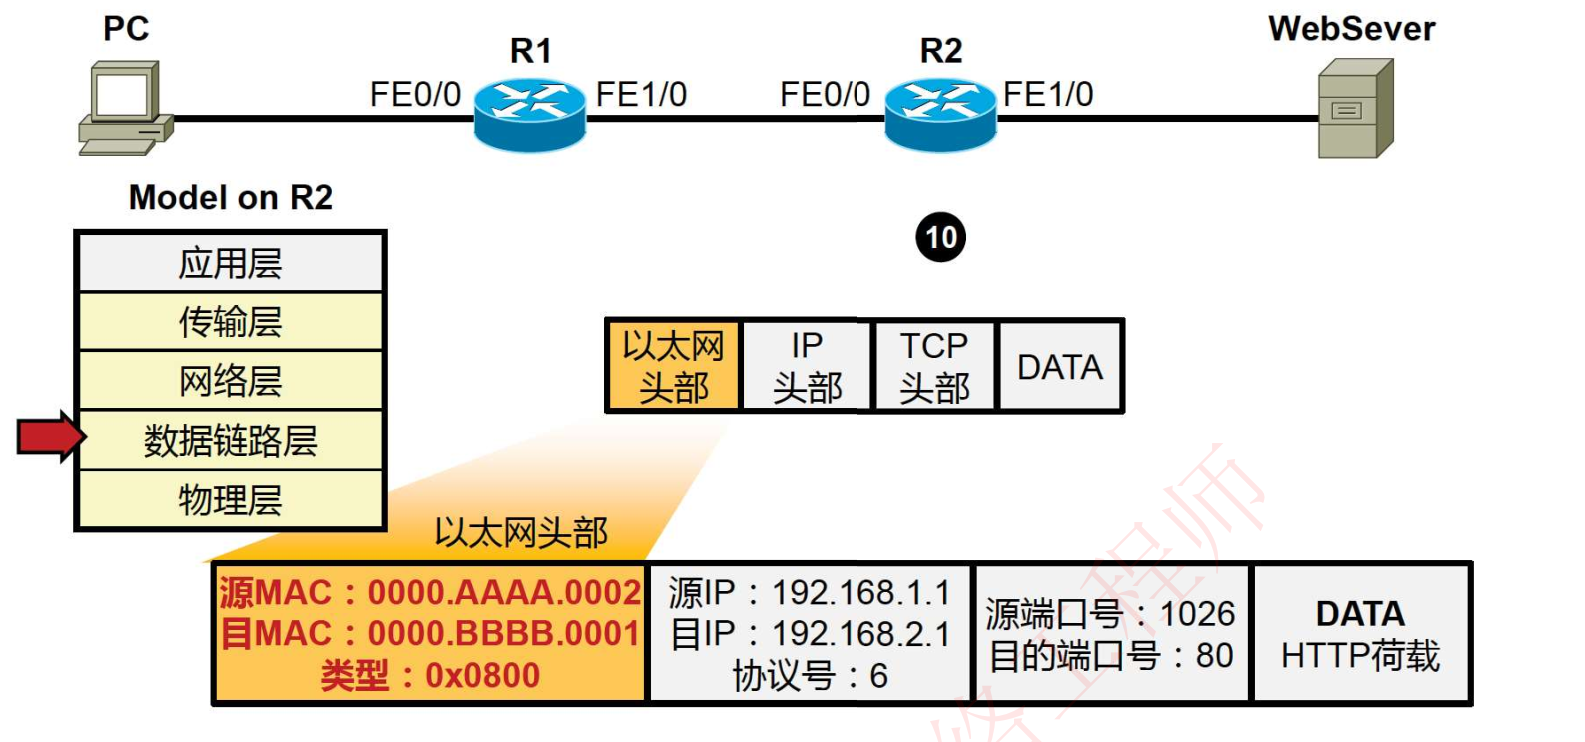 PC
R1
R2
WebSever
FE0/0
FE1/0
FE0/0
FE1/0
Model on R2
应用层
传输层
网络层
数据链路层
物理层
10
以太网
头部
IP
头部
TCP
头部
DATA
以太网头部
源MAC：0000.AAAA.0002
目MAC：0000.BBBB.0001
类型：0x0800
源IP：192.168.1.1
目IP：192.168.2.1
协议号：6
源端口号：1026
目的端口号：80
DATA
HTTP荷载
络工程师